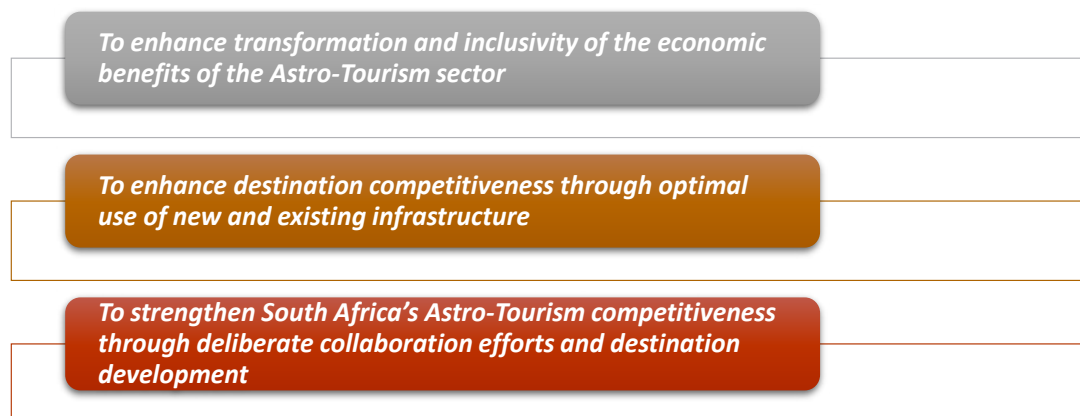 To enhance transformation and inclusivity of the economic
benefits of the Astro-Tourism sector
To enhance destination competitiveness through optimal
use of new and existing infrastructure
To strengthen South Africa’s Astro-Tourism competitiveness
through deliberate collaboration efforts and destination
development